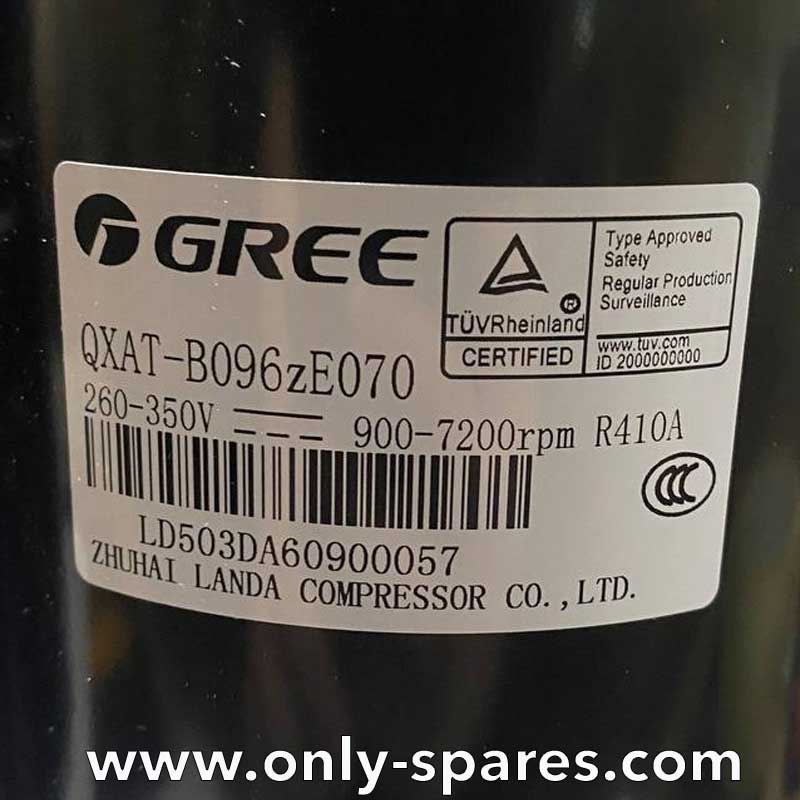 GREE
TÜVRheinland ®
CERTIFIED
Type Approved
Safety
Regular Production
Surveillance
www.tuv.com
ID 2000000000
QXAT-B096zE070
260-350V 900-7200rpm R410A
CCC
LD503DA60900057
ZHUHAI LANDA COMPRESSOR CO.,LTD.
www.only-spares.com